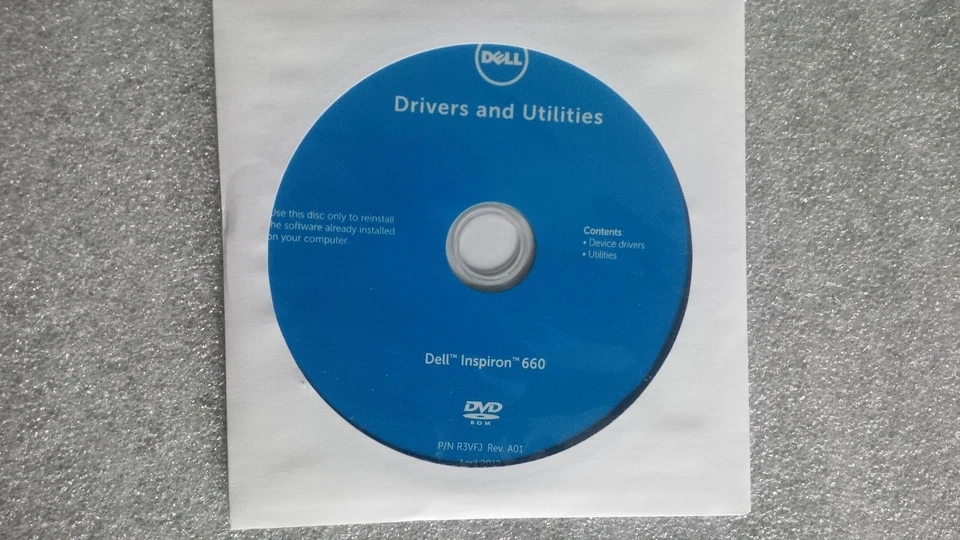 DELL
Drivers and Utilities
Use this disc only to reinstall
the software already installed
on your computer.
Contents
• Device drivers
• Utilities
Dell™ Inspiron™ 660
DVD
ROM
P/N R3VFJ Rev. A01
April